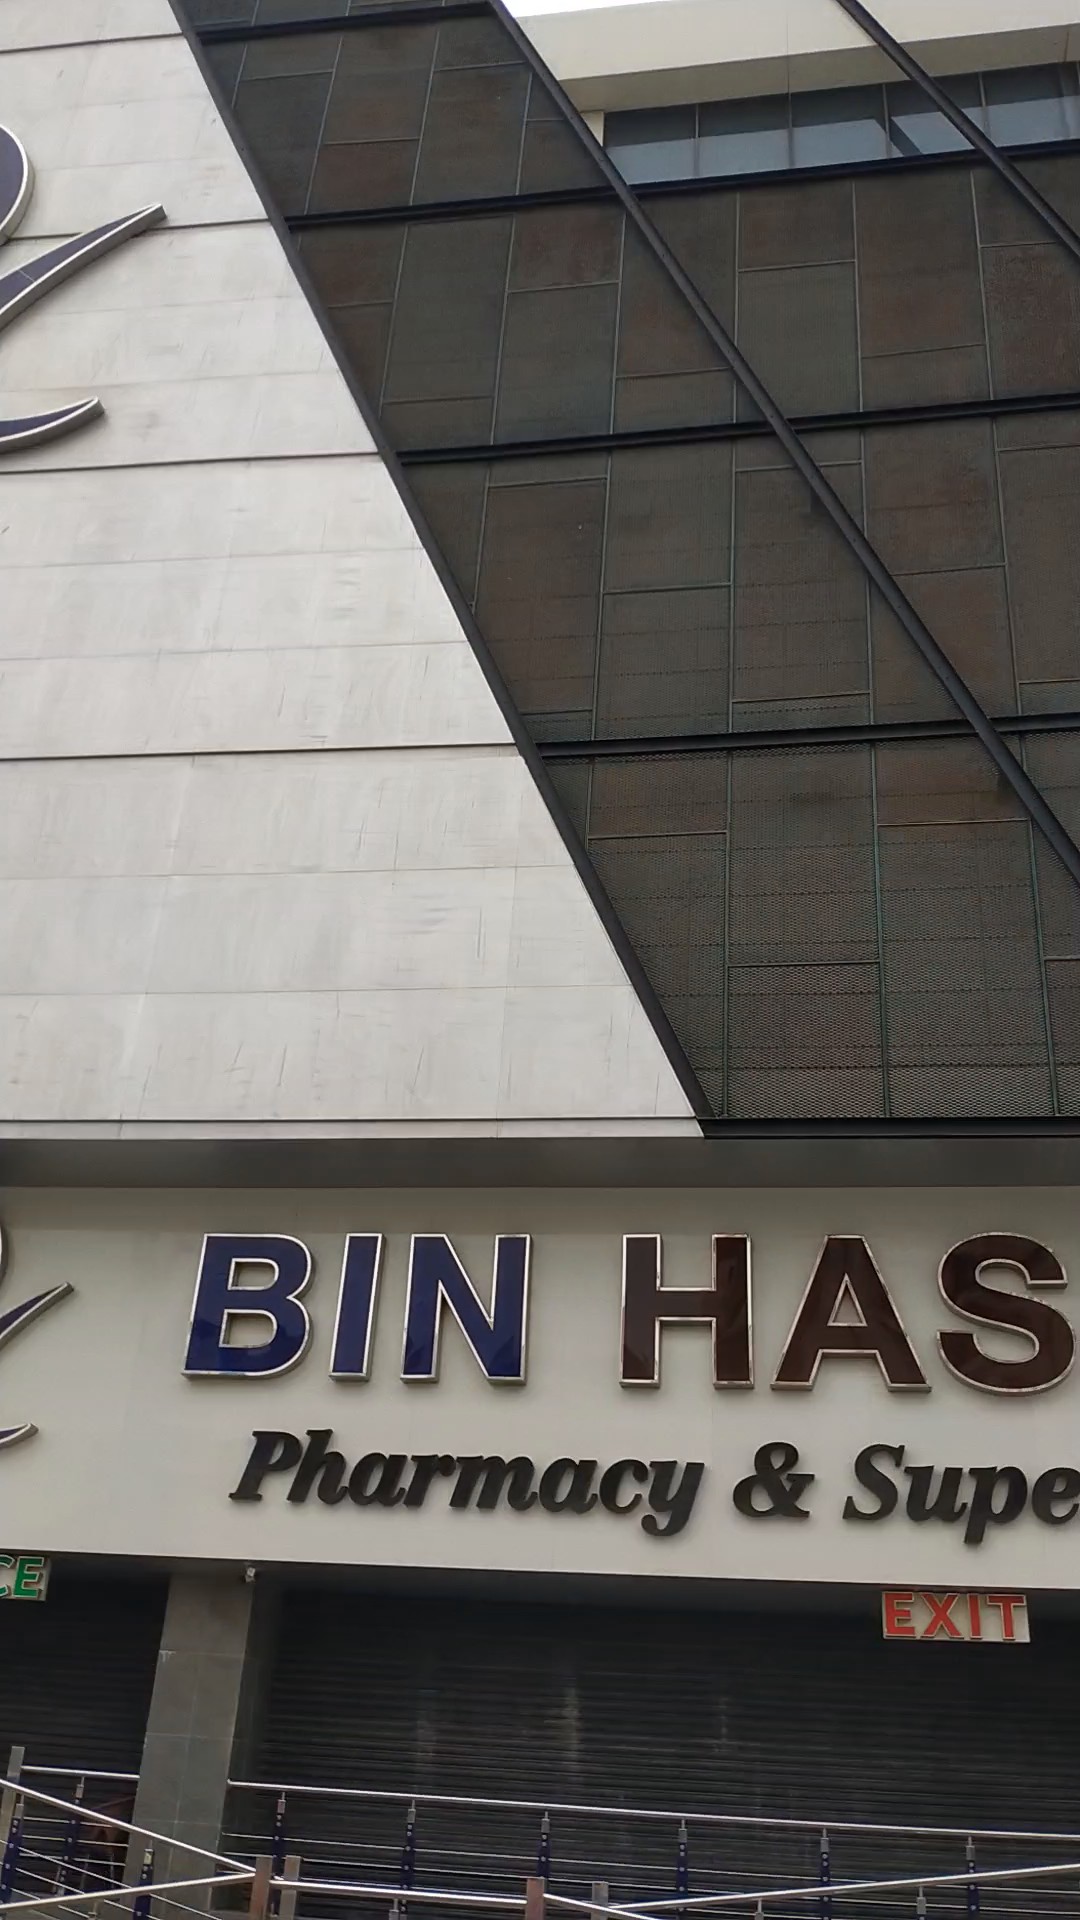 BIN HAS
Pharmacy & Supe
CE
EXIT